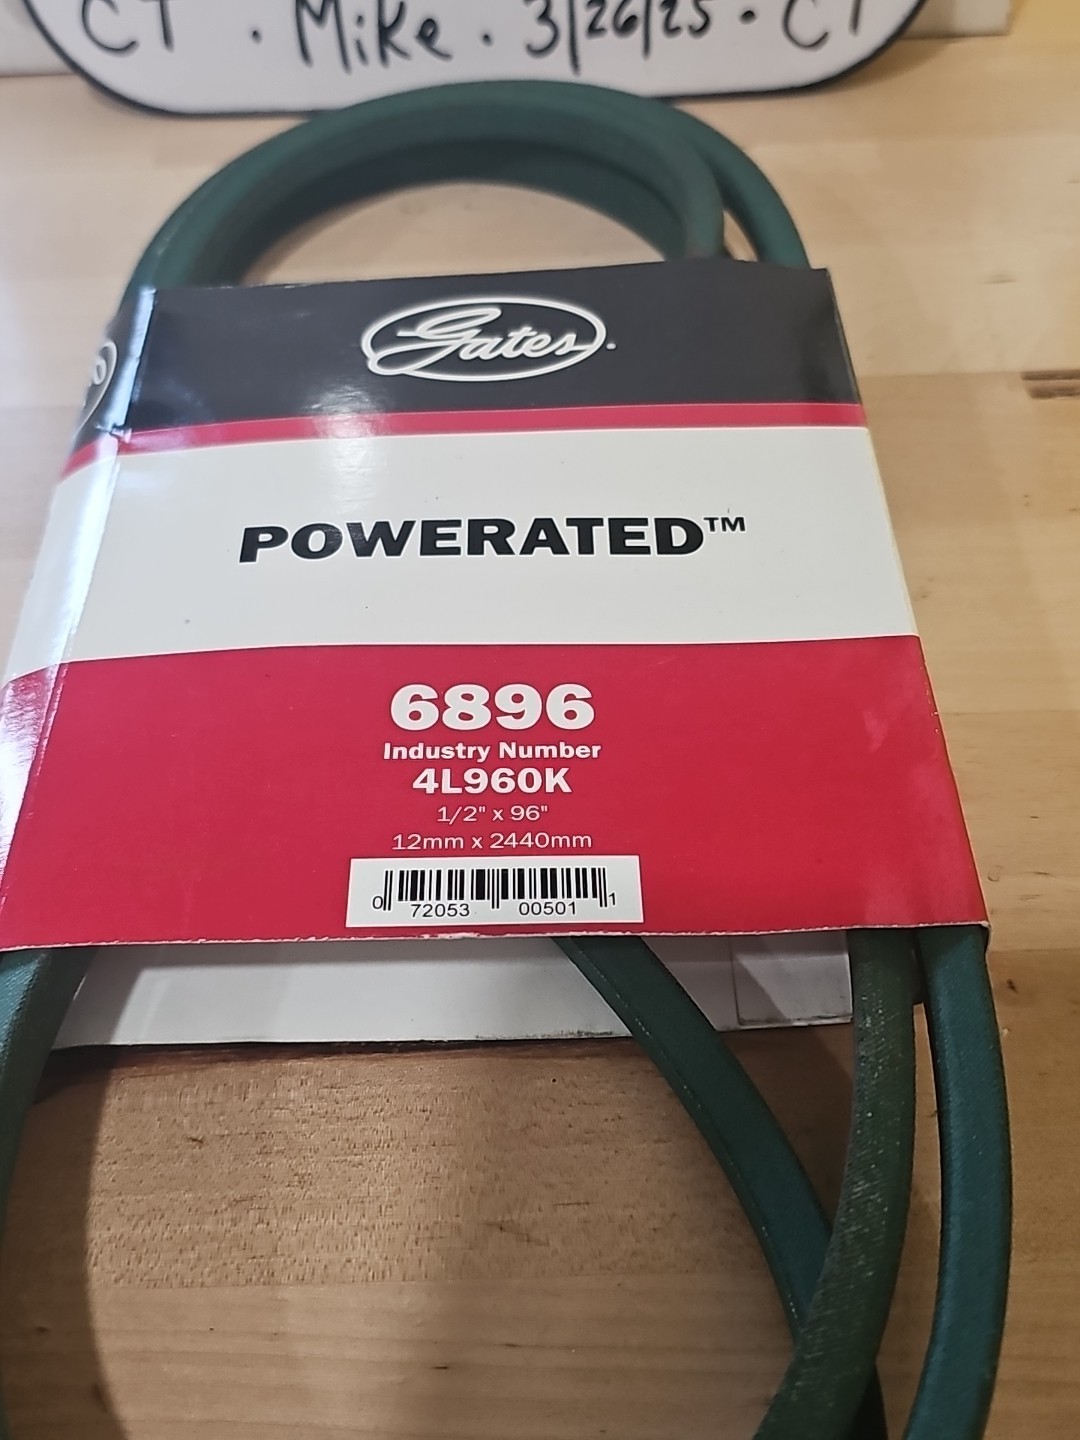 CT . Mike . 3/26/25 . CT
Gates.
POWERATED™
6896
Industry Number
4L960K
1/2" x 96"
12mm x 2440mm
0 72053 00501 1